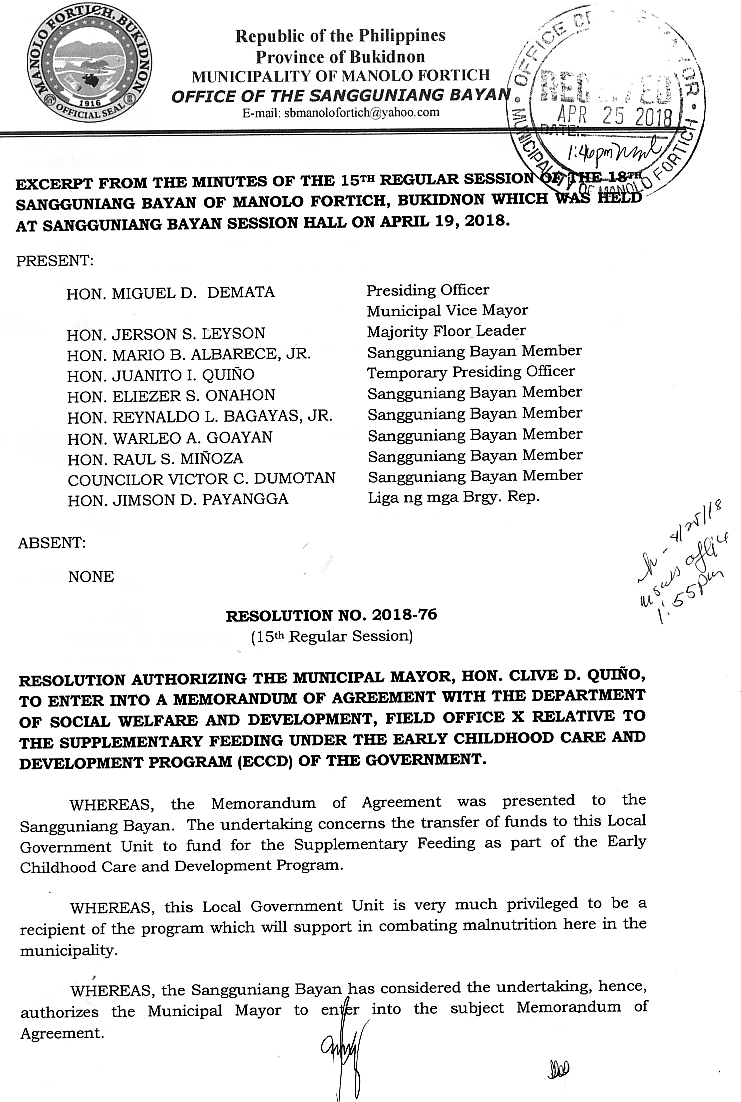 MANOLO FORTICH, BUKIDNON
1916
OFFICIAL SEAL
Republic of the Philippines
Province of Bukidnon
MUNICIPALITY OF MANOLO FORTICH
OFFICE OF THE SANGGUNIANG BAYAN
E-mail: sbmanolofortich@yahoo.com
APR 25 2018
DATE:
1:40pm
MUNICIPALITY OF MANOLO FORTICH
EXCERPT FROM THE MINUTES OF THE 15TH REGULAR SESSION OF THE 18TH
SANGGUNIANG BAYAN OF MANOLO FORTICH, BUKIDNON WHICH WAS HELD
AT SANGGUNIANG BAYAN SESSION HALL ON APRIL 19, 2018.
PRESENT:
HON. MIGUEL D. DEMATA Presiding Officer
Municipal Vice Mayor
HON. JERSON S. LEYSON Majority Floor Leader
HON. MARIO B. ALBARECE, JR. Sangguniang Bayan Member
HON. JUANITO I. QUIÑO Temporary Presiding Officer
HON. ELIEZER S. ONAHON Sangguniang Bayan Member
HON. REYNALDO L. BAGAYAS, JR. Sangguniang Bayan Member
HON. WARLEO A. GOAYAN Sangguniang Bayan Member
HON. RAUL S. MIÑOZA Sangguniang Bayan Member
COUNCILOR VICTOR C. DUMOTAN Sangguniang Bayan Member
HON. JIMSON D. PAYANGGA Liga ng mga Brgy. Rep.
4/25/18
office
1:55pm
ABSENT:
NONE
RESOLUTION NO. 2018-76
(15th Regular Session)
RESOLUTION AUTHORIZING THE MUNICIPAL MAYOR, HON. CLIVE D. QUIÑO,
TO ENTER INTO A MEMORANDUM OF AGREEMENT WITH THE DEPARTMENT
OF SOCIAL WELFARE AND DEVELOPMENT, FIELD OFFICE X RELATIVE TO
THE SUPPLEMENTARY FEEDING UNDER THE EARLY CHILDHOOD CARE AND
DEVELOPMENT PROGRAM (ECCD) OF THE GOVERNMENT.
WHEREAS, the Memorandum of Agreement was presented to the
Sangguniang Bayan. The undertaking concerns the transfer of funds to this Local
Government Unit to fund for the Supplementary Feeding as part of the Early
Childhood Care and Development Program.
WHEREAS, this Local Government Unit is very much privileged to be a
recipient of the program which will support in combating malnutrition here in the
municipality.
WHEREAS, the Sangguniang Bayan has considered the undertaking, hence,
authorizes the Municipal Mayor to enter into the subject Memorandum of
Agreement.